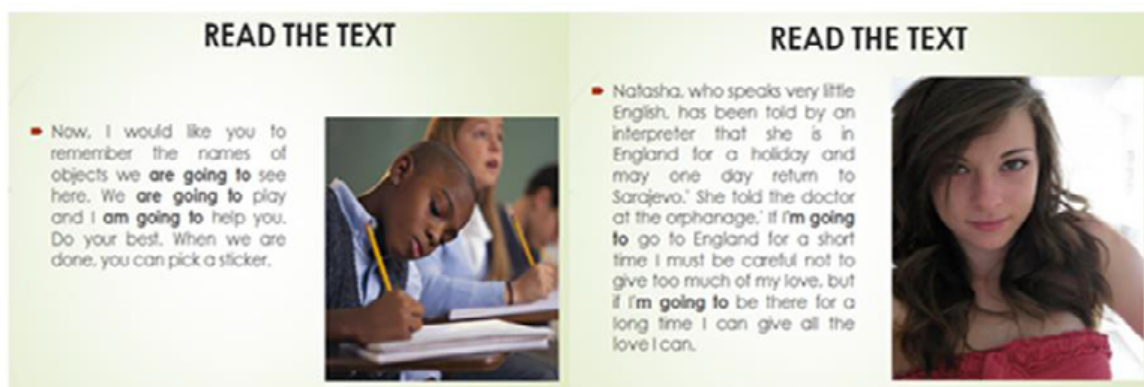 READ THE TEXT
Now, I would like you to
remember the names of
objects we are going to see
here. We are going to play
and I am going to help you.
Do your best. When we are
done, you can pick a sticker.
READ THE TEXT
Natasha, who speaks very little
English, has been told by an
interpreter that she is in
England for a holiday and
may one day return to
Sarajevo.' She told the doctor
at the orphanage,' If I'm going
to go to England for a short
time I must be careful not to
give too much of my love, but
if I'm going to be there for a
long time I can give all the
love I can.